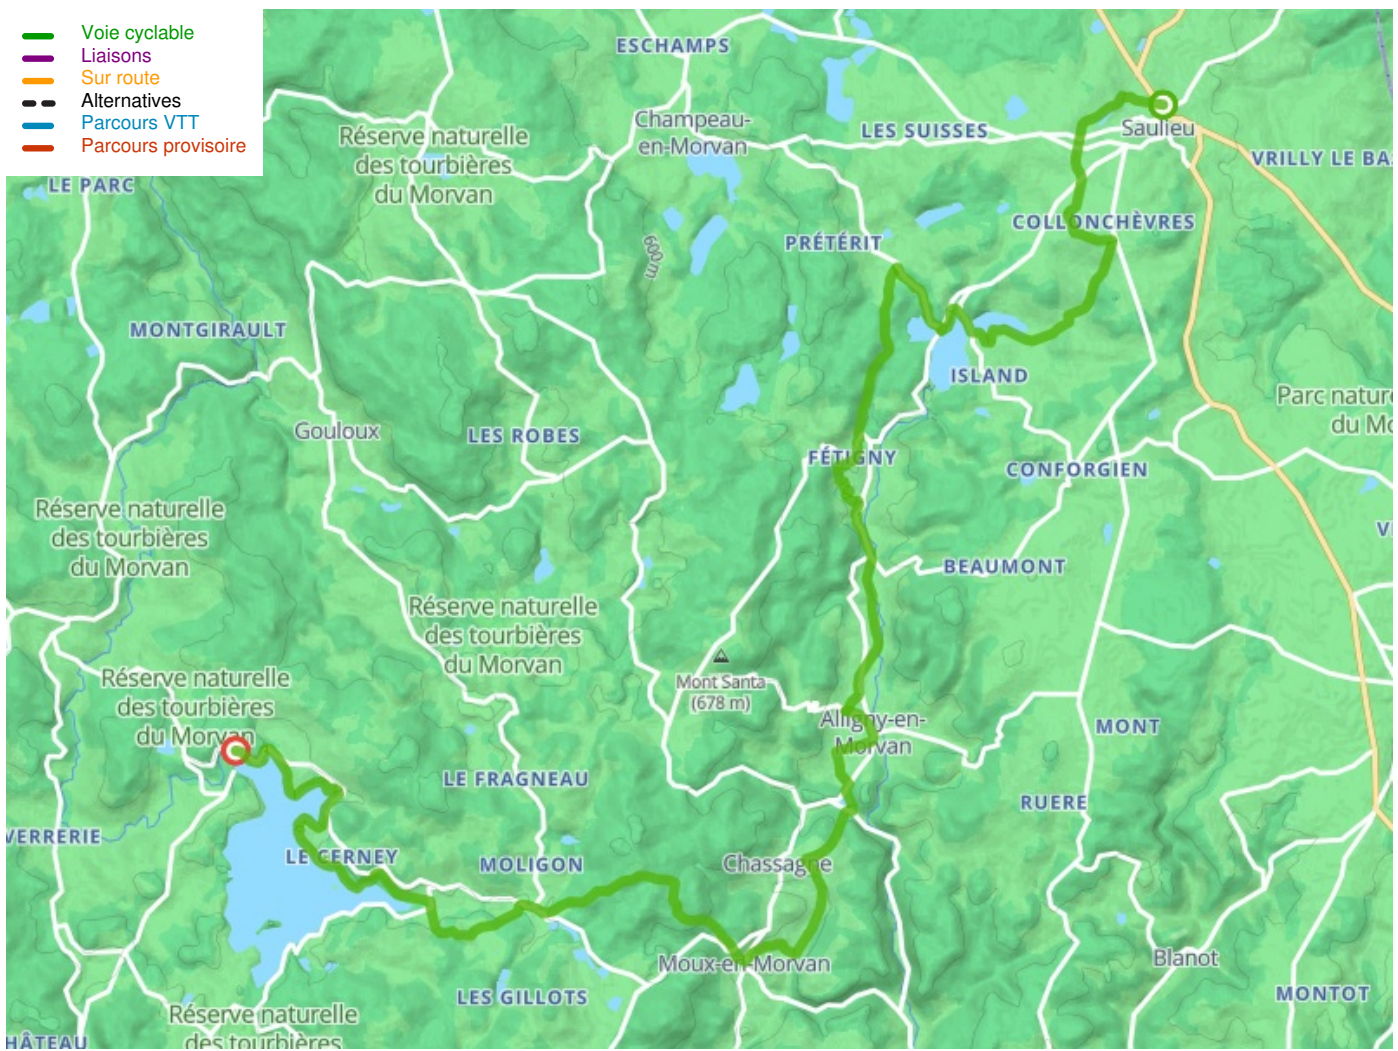 Voie cyclable
Liaisons
Sur route
Alternatives
Parcours VTT
Parcours provisoire
ESCHAMPS
Champeau-
en-Morvan
LES SUISSES
Saulieu
VRILLY LE BA
Réserve naturelle
des tourbières
du Morvan
LE PARC
COLLONCHÈVRES
PRÉTÉRIT
600 m
MONTGIRAULT
ISLAND
Parc nature
du Mo
Gouloux
LES ROBES
FÉTIGNY
CONFORGIEN
Réserve naturelle
des tourbières
du Morvan
V
BEAUMONT
Réserve naturelle
des tourbières
du Morvan
Mont Santa
(678 m)
Réserve naturelle
des tourbières
du Morvan
Alligny-en-
Morvan
MONT
LE FRAGNEAU
RUERE
VERRERIE
LE CERNEY
MOLIGON
Chassagne
Moux-en-Morvan
Blanot
LES GILLOTS
MONTOT
Réserve naturelle
des tourbières
HÂTEAU